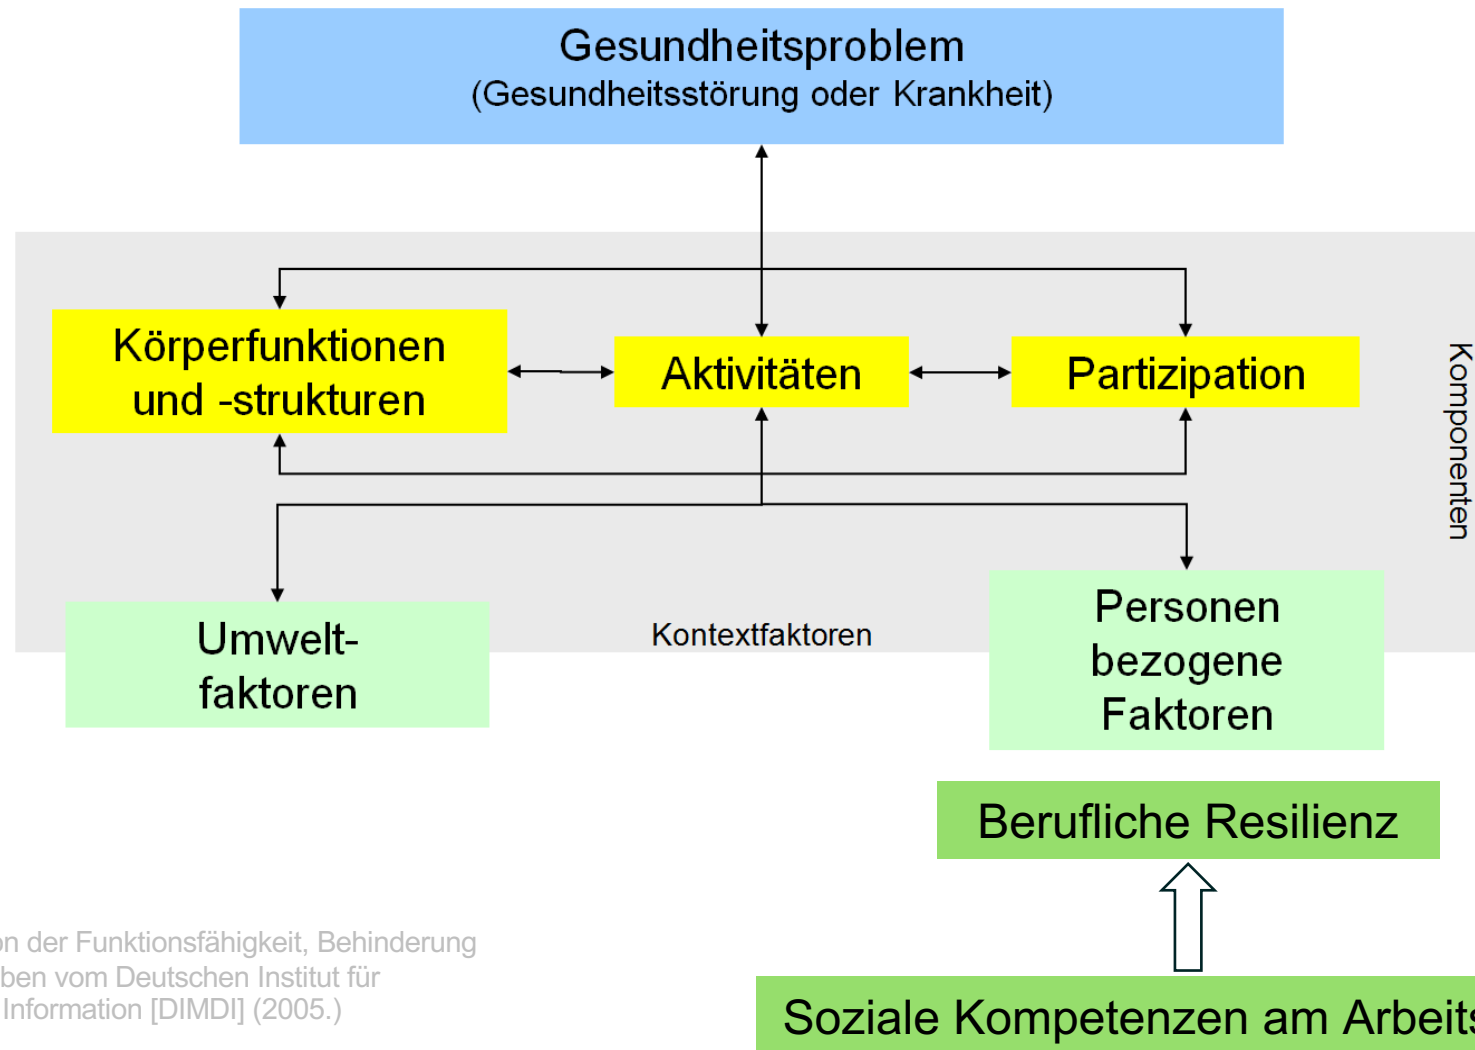 Gesundheitsproblem
(Gesundheitsstörung oder Krankheit)
Körperfunktionen
und -strukturen
Aktivitäten
Partizipation
Komponenten
Umwelt-
faktoren
Kontextfaktoren
Personen
bezogene
Faktoren
Berufliche Resilienz
on der Funktionsfähigkeit, Behinderung
ben vom Deutschen Institut für
Information [DIMDI] (2005.)
Soziale Kompetenzen am Arbeits